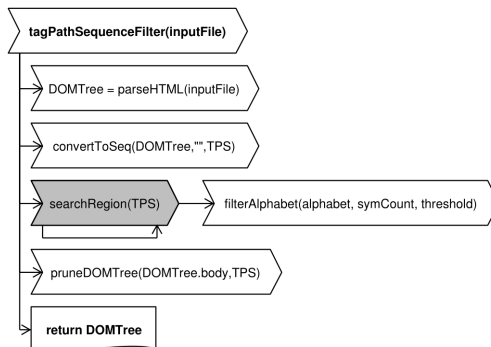 tagPathSequenceFilter(inputFile)
DOMTree = parseHTML(inputFile)
convertToSeq(DOMTree,"",TPS)
searchRegion(TPS)
filterAlphabet(alphabet, symCount, threshold)
pruneDOMTree(DOMTree.body,TPS)
return DOMTree